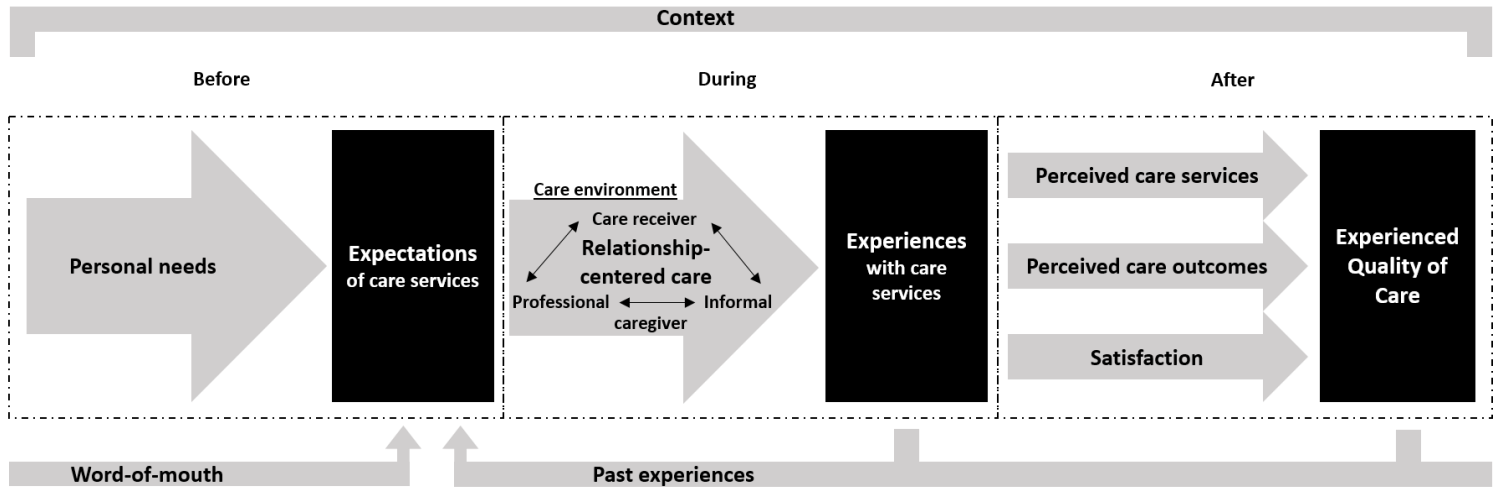 Context
Before
During
After
Personal needs
Expectations
of care services
Care environment
Care receiver
Relationship-
centered care
Professional
Informal
caregiver
Experiences
with care
services
Perceived care services
Perceived care outcomes
Satisfaction
Experienced
Quality of
Care
Word-of-mouth
Past experiences